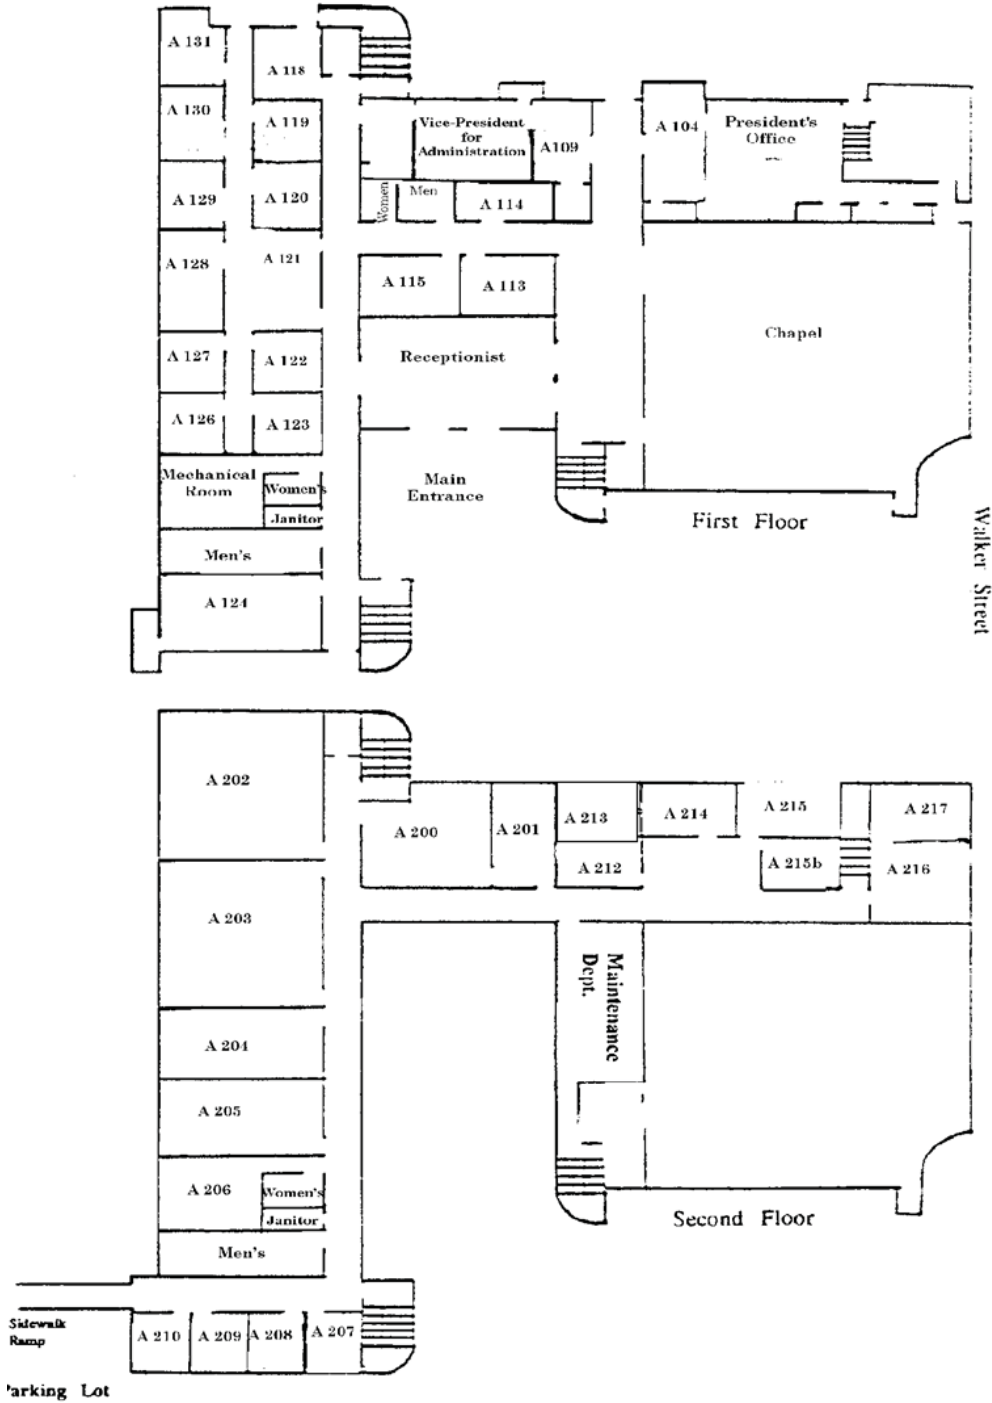 A 131
A 118
A 130
A 119
Vice-President
for
Administration
A109
A 104
President's
Office
A 129
A 120
Women
Men
A 114
A 128
A 121
A 115
A 113
Chapel
A 127
A 122
Receptionist
A 126
A 123
Mechanical
Room
Women's
Janitor
Main
Entrance
First Floor
Walker Street
Men's
A 124
A 202
A 200
A 201
A 213
A 214
A 215
A 217
A 212
A 215b
A 216
A 203
Maintenance
Dept.
A 204
A 205
A 206
Women's
Janitor
Second Floor
Men's
Sidewalk
Ramp
A 210
A 209
A 208
A 207
Parking Lot